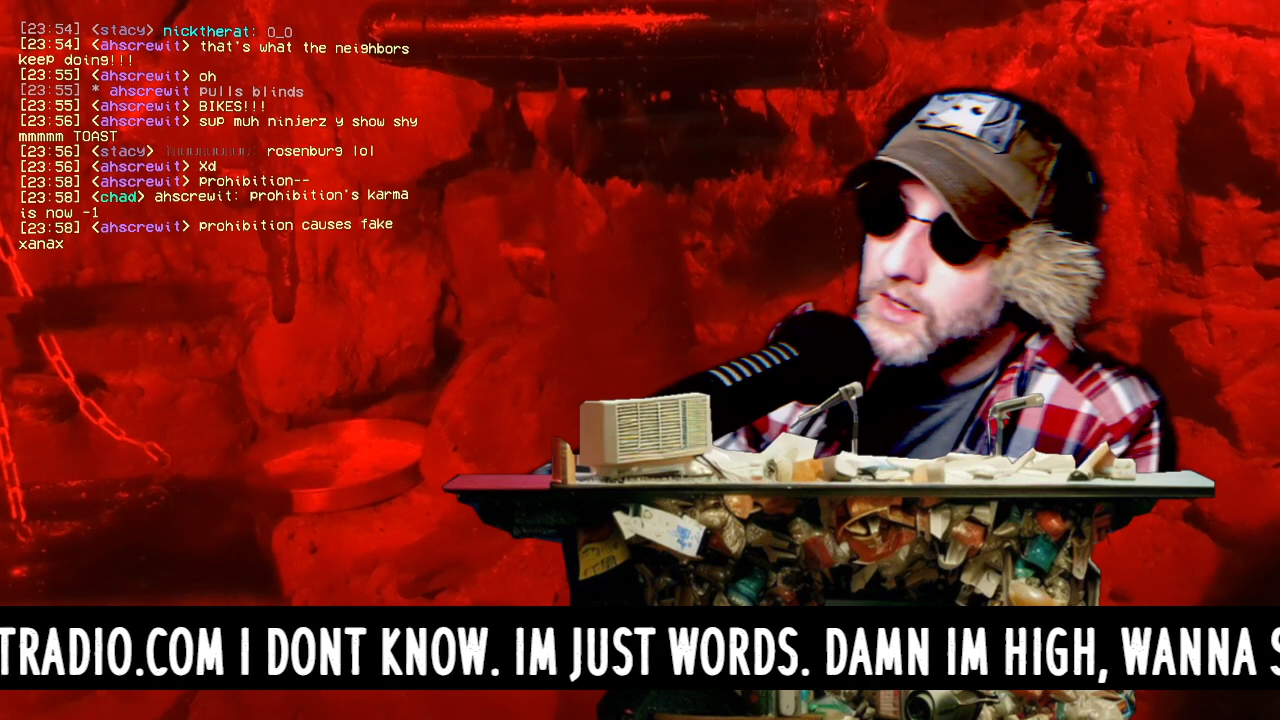 [23:54] <stacy> nicktherat: O_O
[23:54] <ahscrewit> that's what the neighbors
keep doing!!!
[23:55] <ahscrewit> oh
[23:55] * ahscrewit pulls blinds
[23:55] <ahscrewit> BIKES!!!
[23:56] <ahscrewit> sup muh ninjerz y show shy
mmmmm TOAST
[23:56] <stacy> rosenburg lol
[23:56] <ahscrewit> Xd
[23:58] <ahscrewit> prohibition--
[23:58] <chad> ahscrewit: prohibition's karma
is now -1
[23:58] <ahscrewit> prohibition causes fake
xanax
TRADIO.COM I DONT KNOW. IM JUST WORDS. DAMN IM HIGH, WANNA S